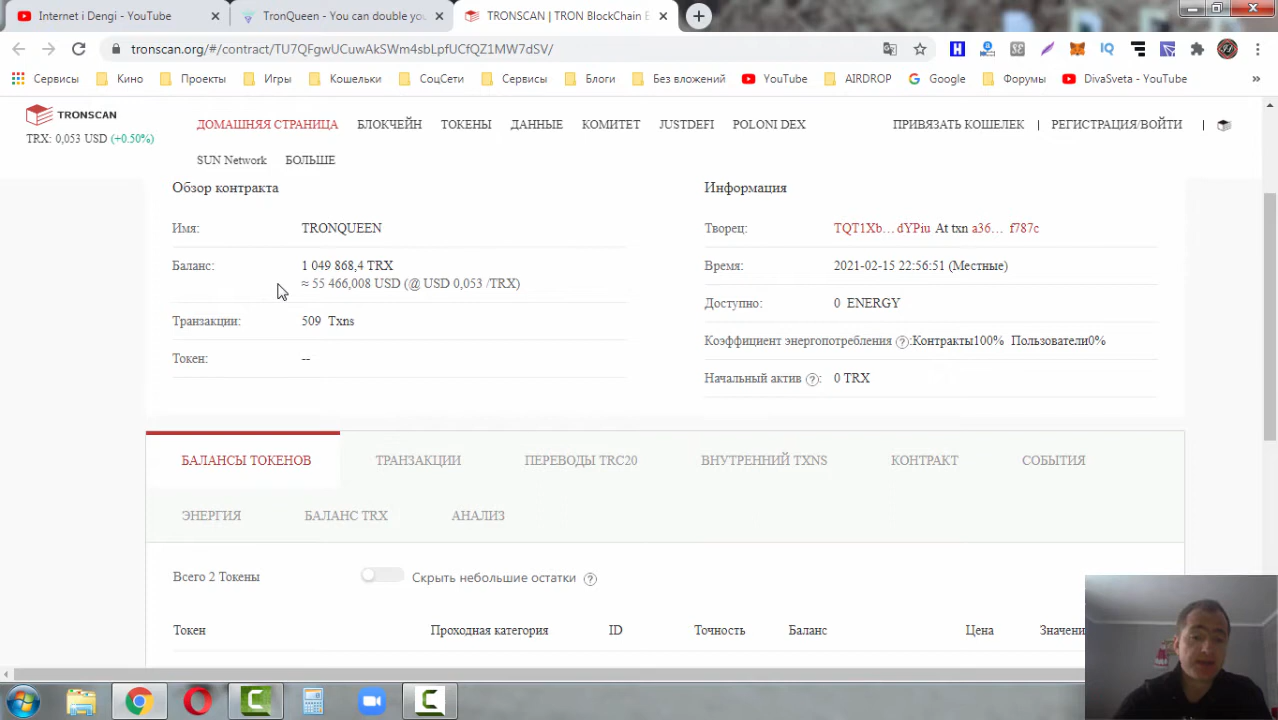 Internet i Dengi - YouTube
TronQueen - You can double you
TRONSCAN | TRON BlockChain E
tronscan.org/#/contract/TU7QFgwUCuwAkSWm4sbLpfUCfQZ1MW7dSV/
Сервисы Кино Проекты Игры Кошельки СоцСети Сервисы Блоги Без вложений YouTube AIRDROP Google Форумы DivaSveta - YouTube »
TRONSCAN
TRX: 0,053 USD (+0.50%)
ДОМАШНЯЯ СТРАНИЦА БЛОКЧЕЙН ТОКЕНЫ ДАННЫЕ КОМИТЕТ JUSTDEFI POLONI DEX ПРИВЯЗАТЬ КОШЕЛЕК | РЕГИСТРАЦИЯ/ВОЙТИ |
SUN Network БОЛЬШЕ
Обзор контракта
Имя: TRONQUEEN
Баланс: 1 049 868,4 TRX
≈ 55 466,008 USD (@ USD 0,053 /TRX)
Транзакции: 509 Txns
Токен: --
Информация
Творец: TQT1Xb... dYPiu At txn a36... f787c
Время: 2021-02-15 22:56:51 (Местные)
Доступно: 0 ENERGY
Коэффициент энергопотребления ? :Контракты100% Пользователи0%
Начальный актив ? : 0 TRX
БАЛАНСЫ ТОКЕНОВ ТРАНЗАКЦИИ ПЕРЕВОДЫ TRC20 ВНУТРЕННИЙ TXNS КОНТРАКТ СОБЫТИЯ
ЭНЕРГИЯ БАЛАНС TRX АНАЛИЗ
Всего 2 Токены Скрыть небольшие остатки ?
Токен Проходная категория ID Точность Баланс Цена Значени